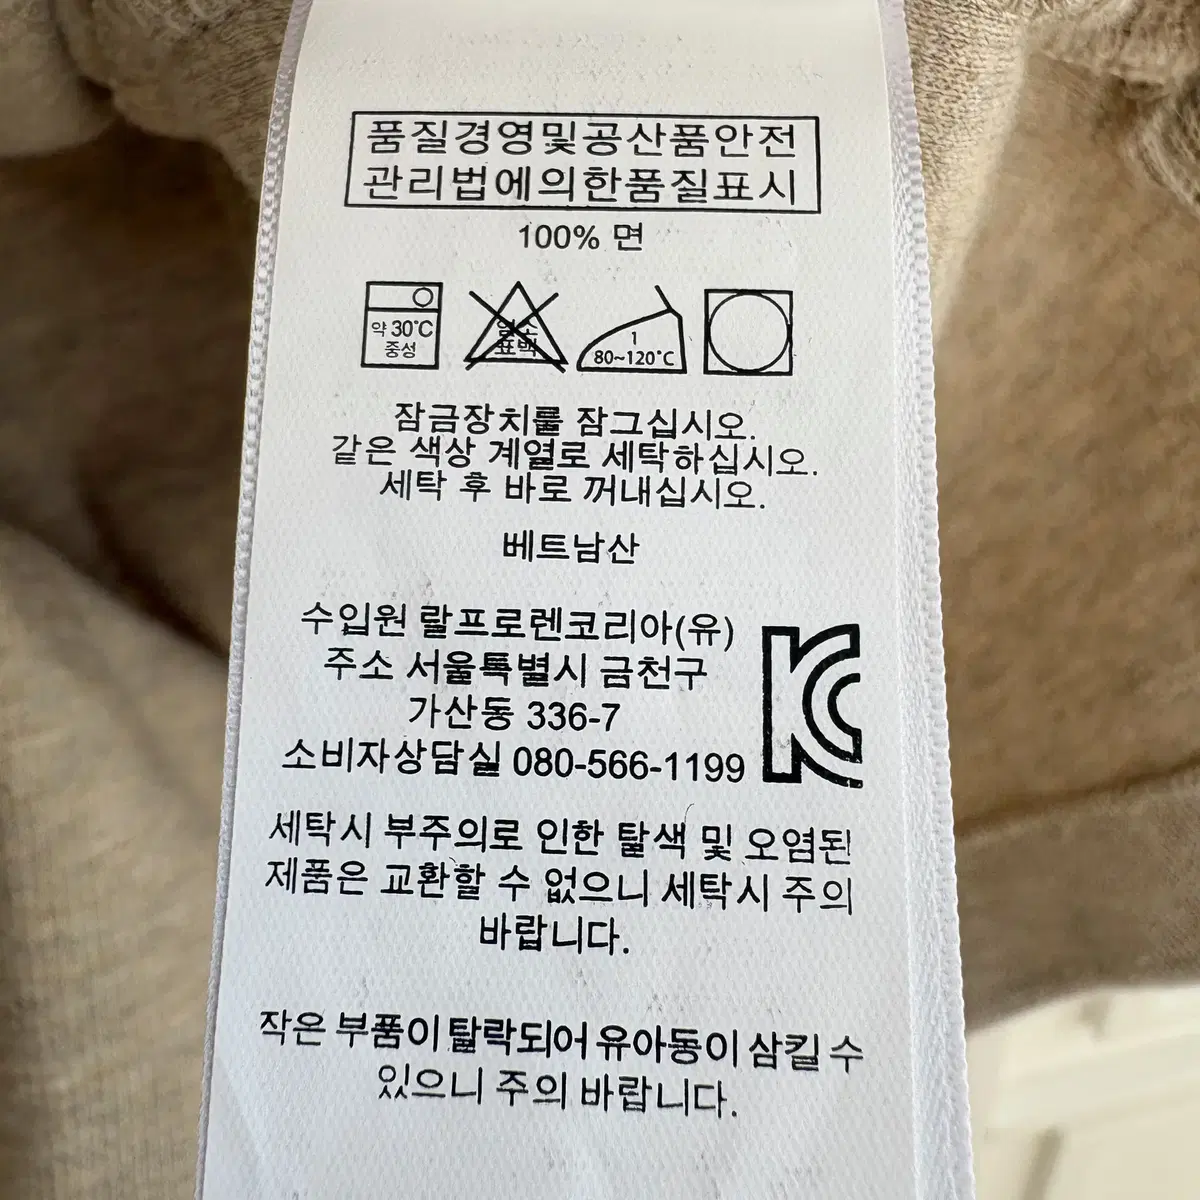 품질경영및공산품안전
관리법에의한품질표시
100% 면
약 30°C
중성
염소
표백
1
80~120°C
잠금장치를 잠그십시오.
같은 색상 계열로 세탁하십시오.
세탁 후 바로 꺼내십시오.
베트남산
수입원 랄프로렌코리아(유)
주소 서울특별시 금천구
가산동 336-7
소비자상담실 080-566-1199
KC
세탁시 부주의로 인한 탈색 및 오염된
제품은 교환할 수 없으니 세탁시 주의
바랍니다.
작은 부품이 탈락되어 유아동이 삼킬 수
있으니 주의 바랍니다.